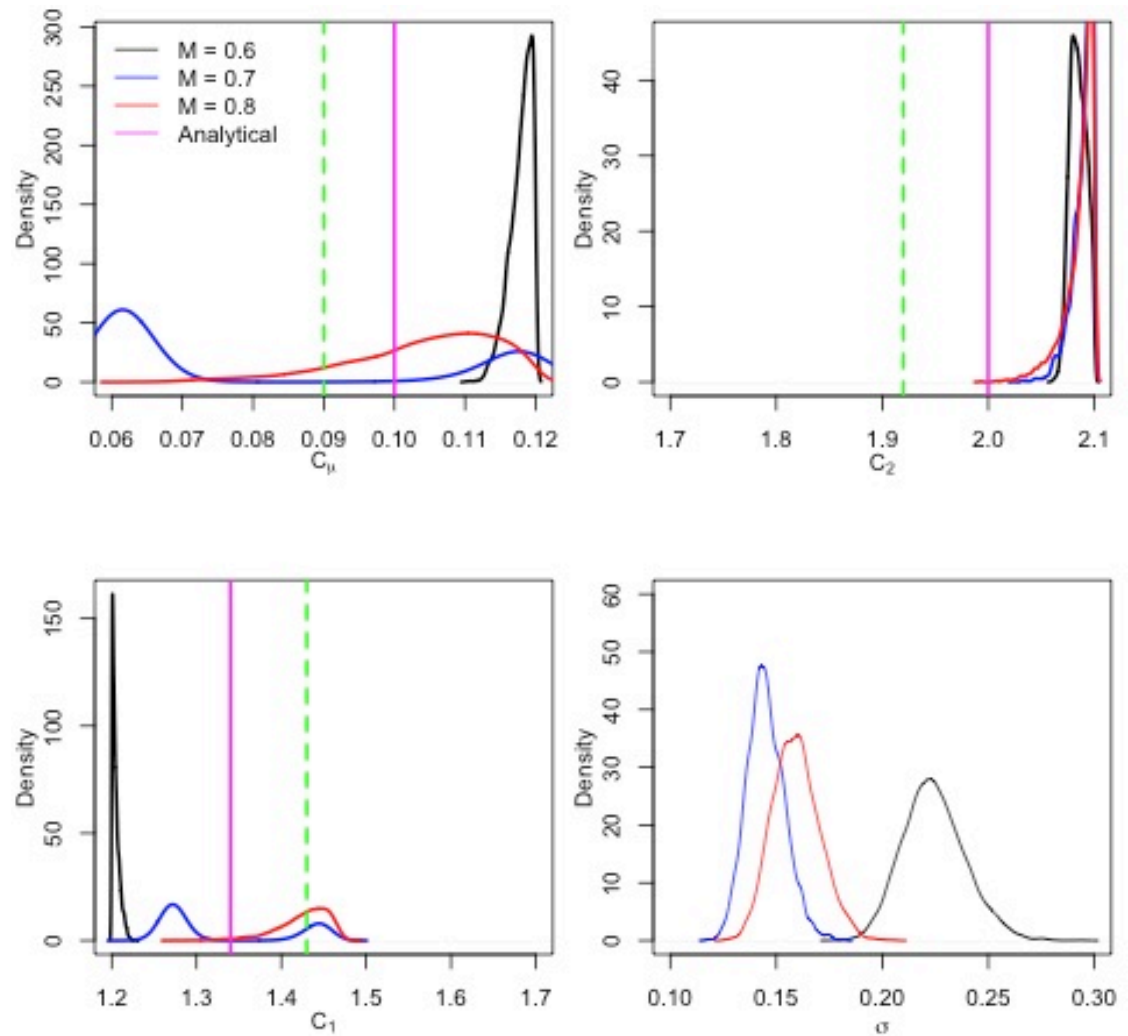 M = 0.6
M = 0.7
M = 0.8
Analytical
Density
0 50 100 150 200 250 300
0.06 0.07 0.08 0.09 0.10 0.11 0.12
Cμ
Density
0 10 20 30 40
1.7 1.8 1.9 2.0 2.1
C2
Density
0 50 100 150
1.2 1.3 1.4 1.5 1.6 1.7
C1
Density
0 10 20 30 40 50 60
0.10 0.15 0.20 0.25 0.30
σ